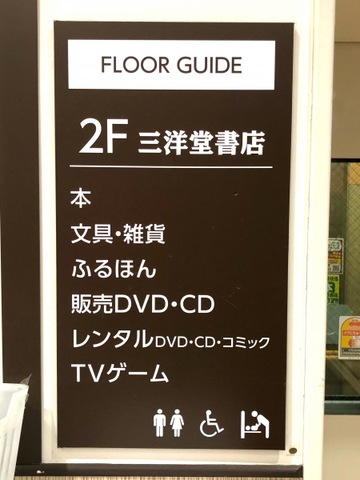 FLOOR GUIDE
2F 三洋堂書店
本
文具・雑貨
ふるほん
販売DVD・CD
レンタルDVD・CD・コミック
TVゲーム